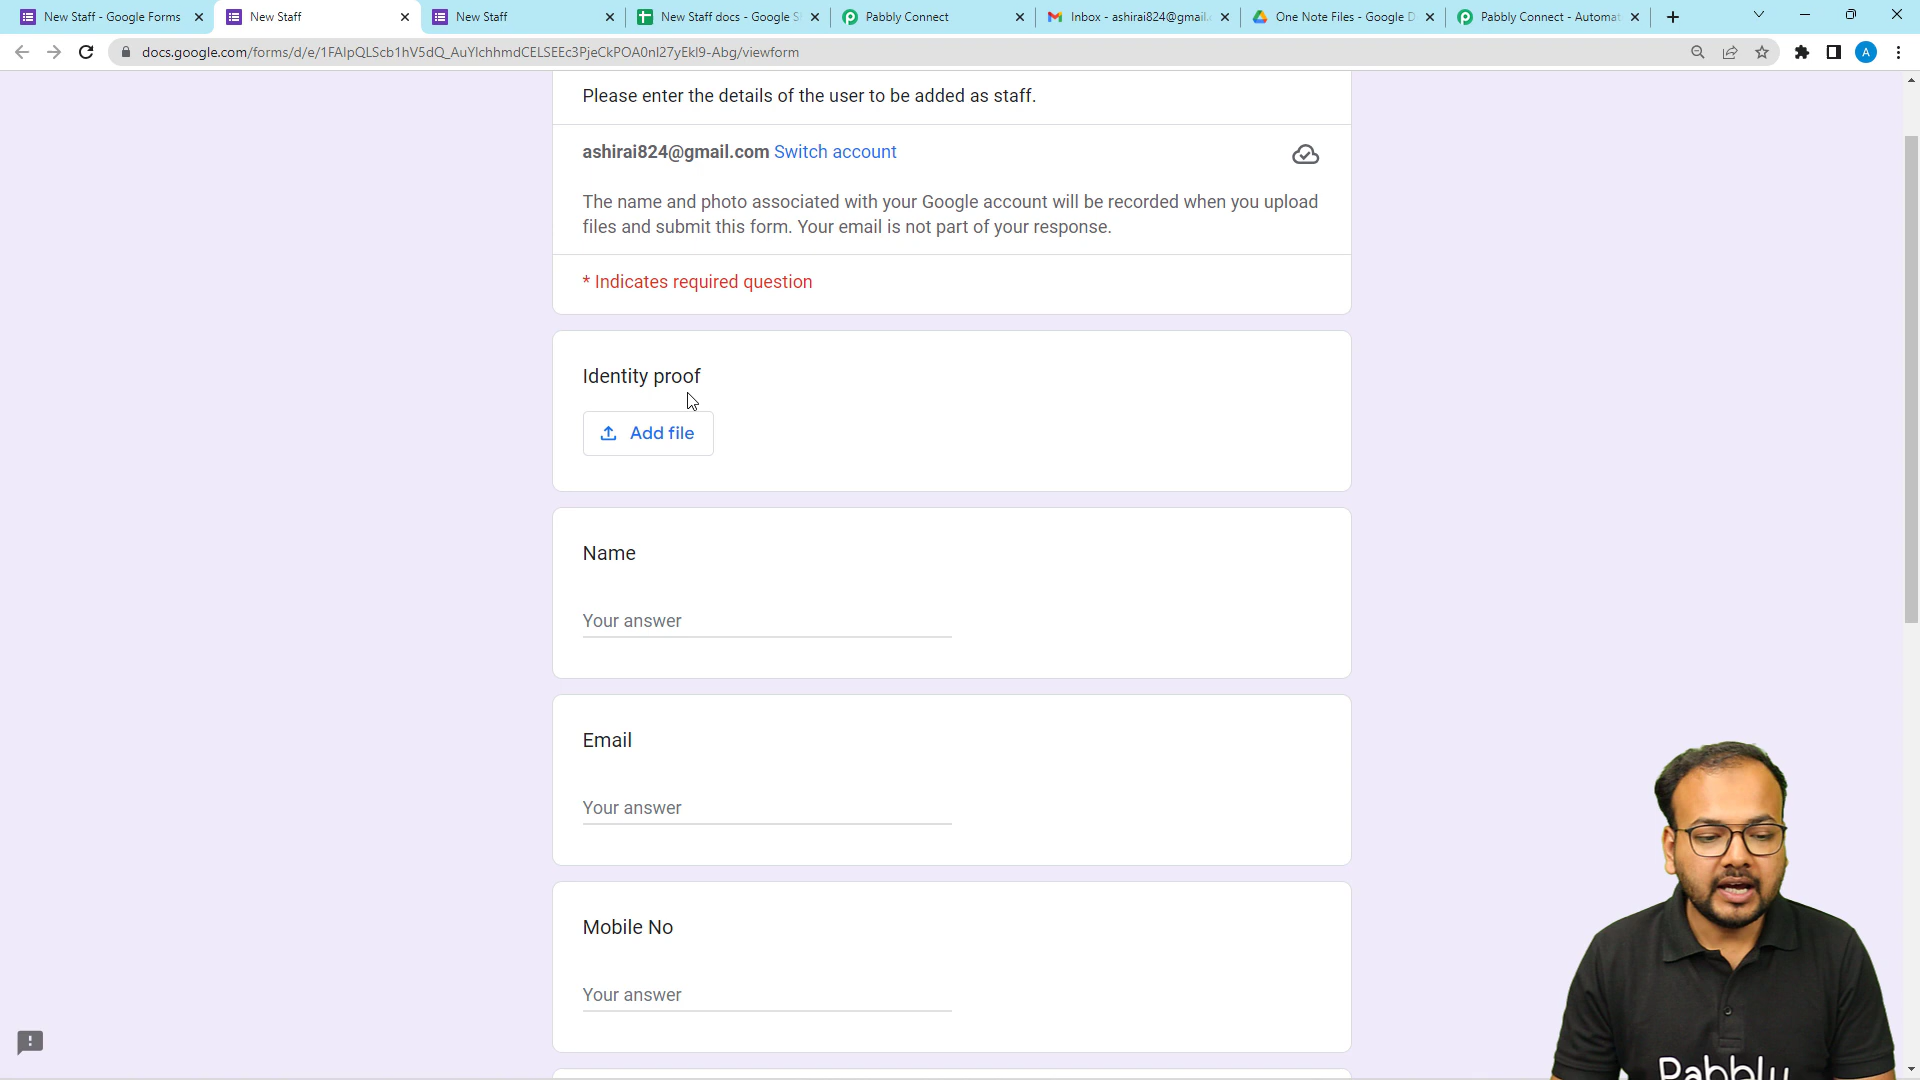 New Staff - Google Forms
New Staff
New Staff
New Staff docs - Google S
Pabbly Connect
Inbox - ashirai824@gmail.
One Note Files - Google D
Pabbly Connect - Automat
docs.google.com/forms/d/e/1FAIpQLScb1hV5dQ_AuYlchhmdCELSEEc3PjeCkPOA0nl27yEkl9-Abg/viewform
A
Please enter the details of the user to be added as staff.
ashirai824@gmail.com Switch account
The name and photo associated with your Google account will be recorded when you upload
files and submit this form. Your email is not part of your response.
* Indicates required question
Identity proof
Add file
Name
Your answer
Email
Your answer
Mobile No
Your answer
Pabbly